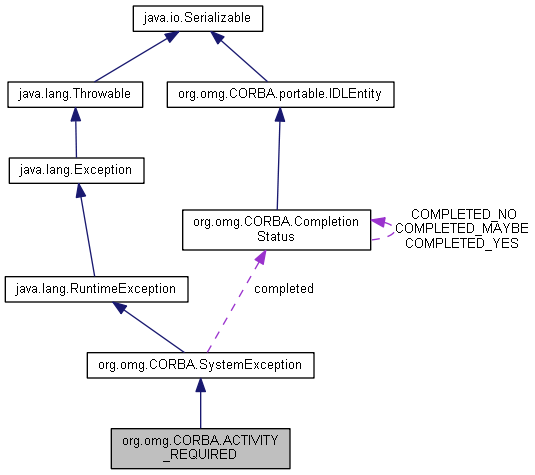 java.io.Serializable
java.lang.Throwable
org.omg.CORBA.portable.IDLEntity
java.lang.Exception
org.omg.CORBA.Completion
Status
COMPLETED_NO
COMPLETED_MAYBE
COMPLETED_YES
java.lang.RuntimeException
completed
org.omg.CORBA.SystemException
org.omg.CORBA.ACTIVITY
_REQUIRED